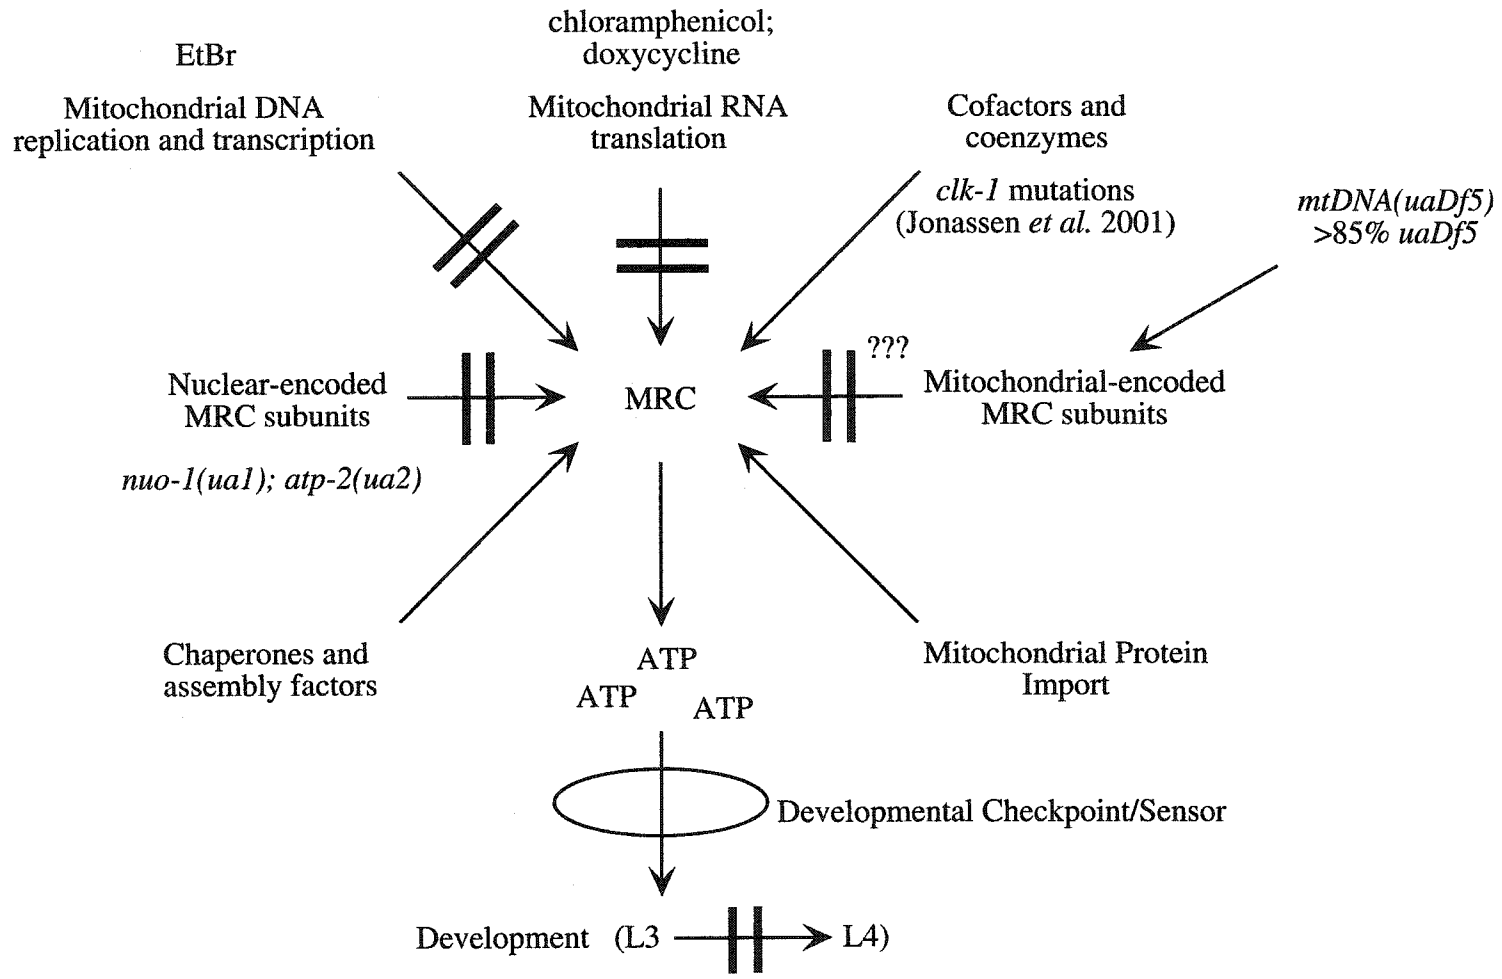 EtBr
Mitochondrial DNA
replication and transcription
chloramphenicol;
doxycycline
Mitochondrial RNA
translation
Cofactors and
coenzymes
clk-1 mutations
(Jonassen et al. 2001)
mtDNA(uaDf5)
>85% uaDf5
Nuclear-encoded
MRC subunits
nuo-1(ua1); atp-2(ua2)
MRC
???
Mitochondrial-encoded
MRC subunits
Chaperones and
assembly factors
Mitochondrial Protein
Import
ATP
ATP
ATP
Developmental Checkpoint/Sensor
Development (L3
L4)